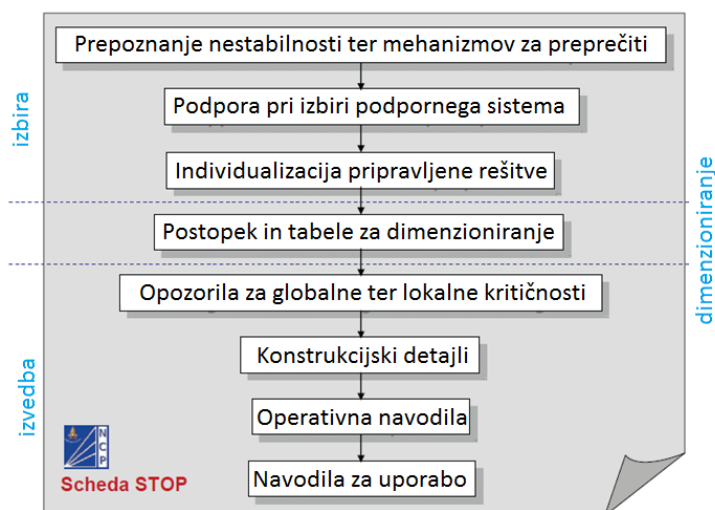 Prepoznanje nestabilnosti ter mehanizmov za preprečiti
Podpora pri izbiri podpornega sistema
izbira
Individualizacija pripravljene rešitve
Postopek in tabele za dimenzioniranje
dimenzioniranje
Opozorila za globalne ter lokalne kritičnosti
Konstrukcijski detajli
izvedba
Operativna navodila
NCP
Scheda STOP
Navodila za uporabo